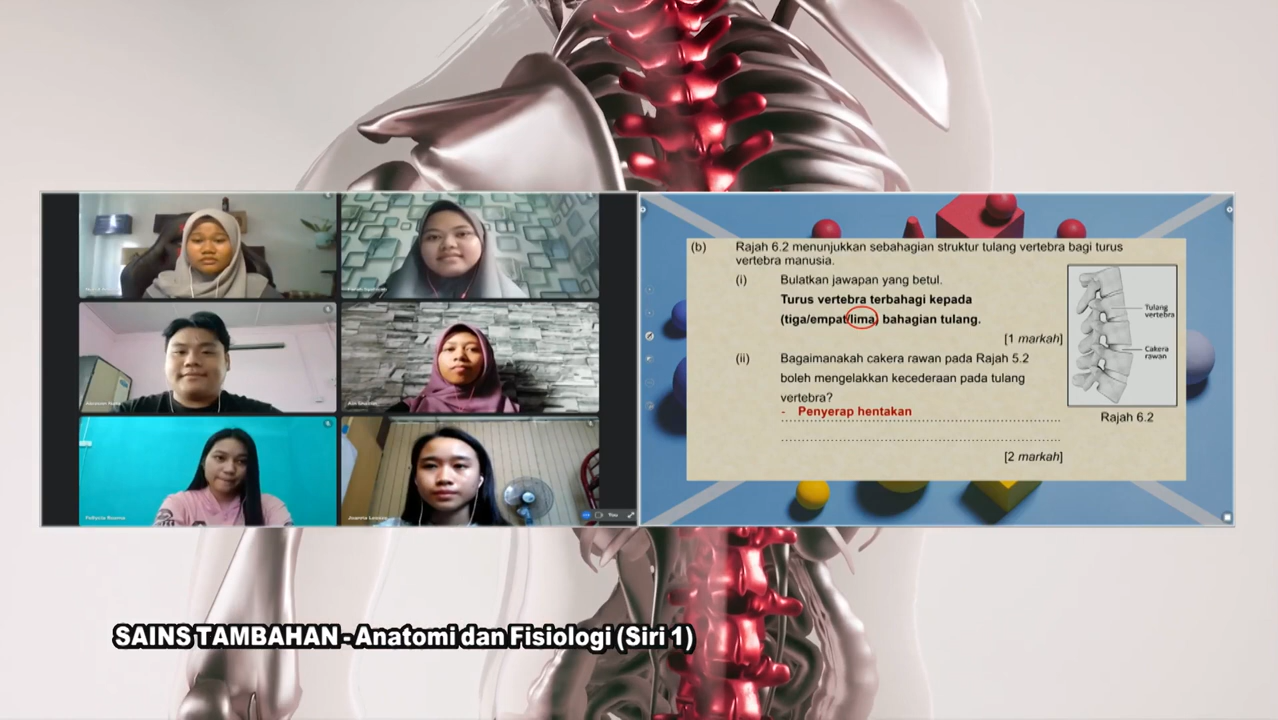 (b) Rajah 6.2 menunjukkan sebahagian struktur tulang vertebra bagi turus
vertebra manusia.
(i) Bulatkan jawapan yang betul.
Turus vertebra terbahagi kepada
(tiga/empat/lima) bahagian tulang.
[1 markah]
(ii) Bagaimanakah cakera rawan pada Rajah 5.2
boleh mengelakkan kecederaan pada tulang
vertebra?
- Penyerap hentakan
[2 markah]
Tulang
vertebra
Cakera
rawan
Rajah 6.2
You
SAINS TAMBAHAN - Anatomi dan Fisiologi (Siri 1)